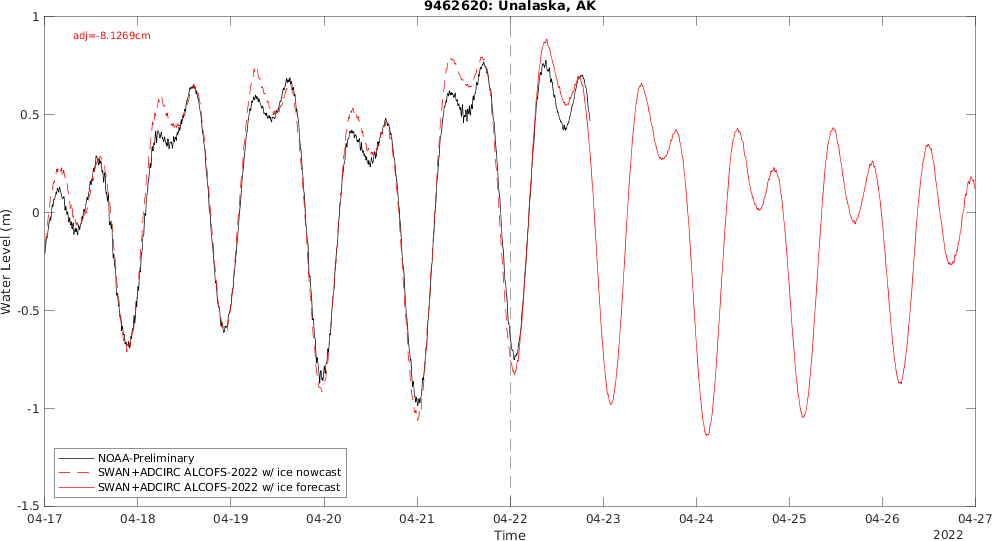 9462620: Unalaska, AK
adj=-8.1269cm
1
0.5
0
-0.5
-1
-1.5
Water Level (m)
NOAA-Preliminary
SWAN+ADCIRC ALCOFS-2022 w/ ice nowcast
SWAN+ADCIRC ALCOFS-2022 w/ ice forecast
04-17 04-18 04-19 04-20 04-21 04-22 04-23 04-24 04-25 04-26 04-27
Time
2022